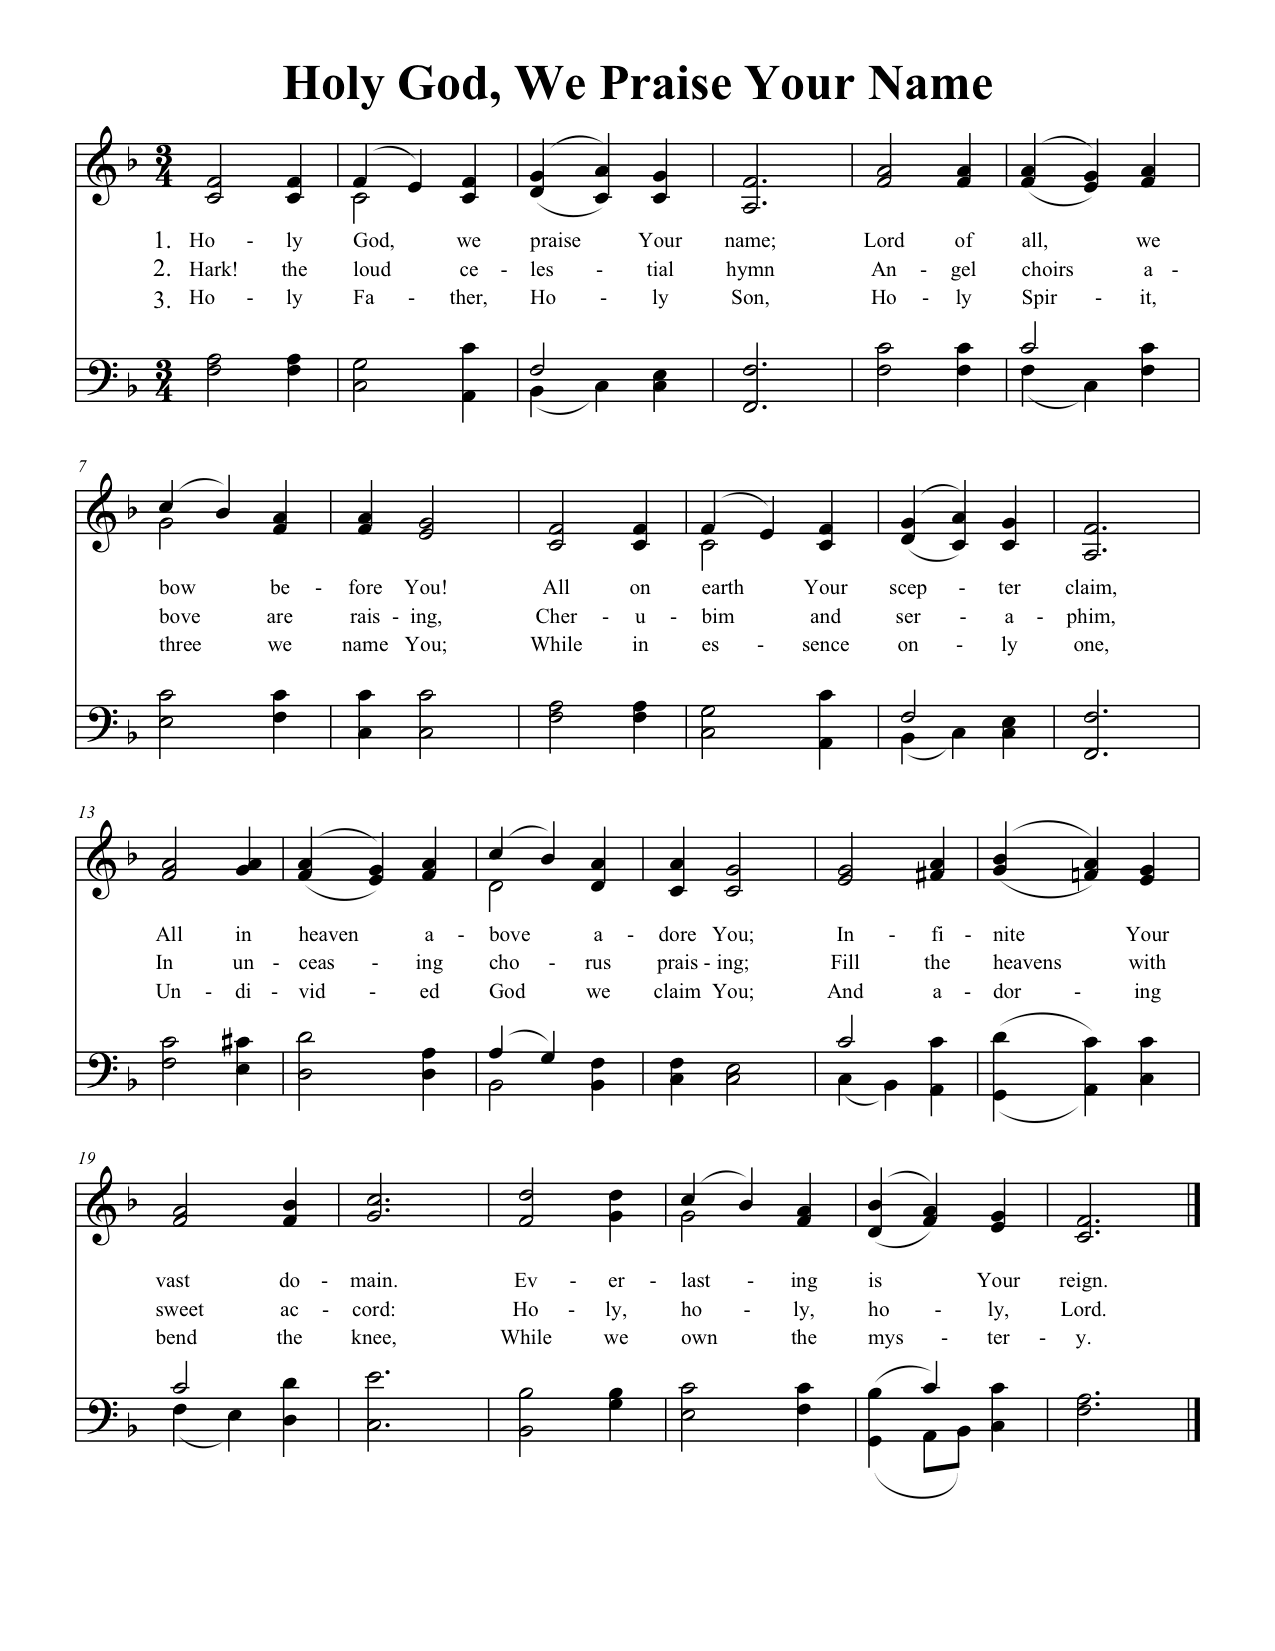 Holy God, We Praise Your Name
3
4
1. Ho - ly God, we praise Your name; Lord of all, we
2. Hark! the loud ce - les - tial hymn An - gel choirs a -
3. Ho - ly Fa - ther, Ho - ly Son, Ho - ly Spir - it,
3
4
7
bow be - fore You! All on earth Your scep - ter claim,
bove are rais - ing, Cher - u - bim and ser - a - phim,
three we name You; While in es - sence on - ly one,
13
All in heaven a - bove a - dore You; In - fi - nite Your
In un - ceas - ing cho - rus prais - ing; Fill the heavens with
Un - di - vid - ed God we claim You; And a - dor - ing
19
vast do - main. Ev - er - last - ing is Your reign.
sweet ac - cord: Ho - ly, ho - ly, ho - ly, Lord.
bend the knee, While we own the mys - ter - y.